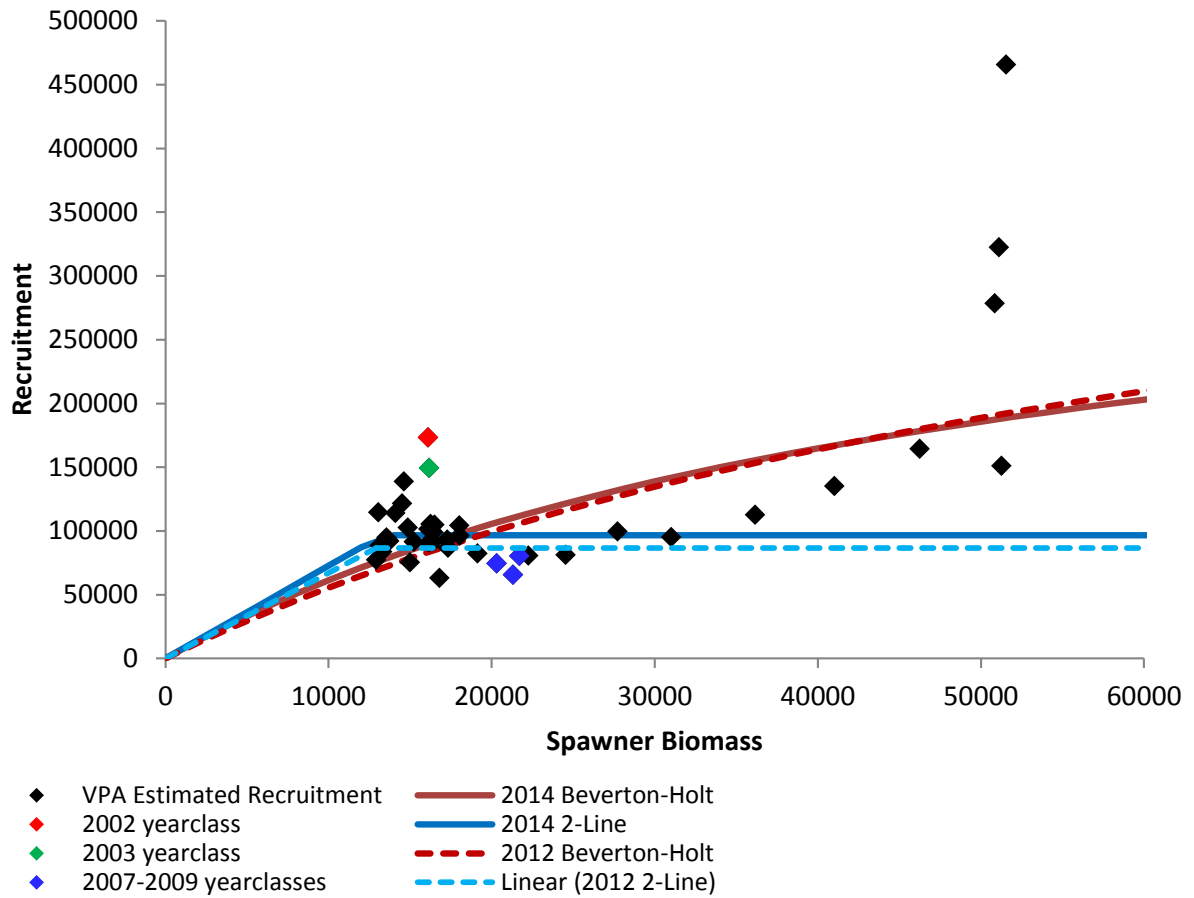 500000
450000
400000
350000
300000
250000
200000
150000
100000
50000
0
Recruitment
0 10000 20000 30000 40000 50000 60000
Spawner Biomass
VPA Estimated Recruitment 2014 Beverton-Holt
2002 yearclass 2014 2-Line
2003 yearclass 2012 Beverton-Holt
2007-2009 yearclasses Linear (2012 2-Line)